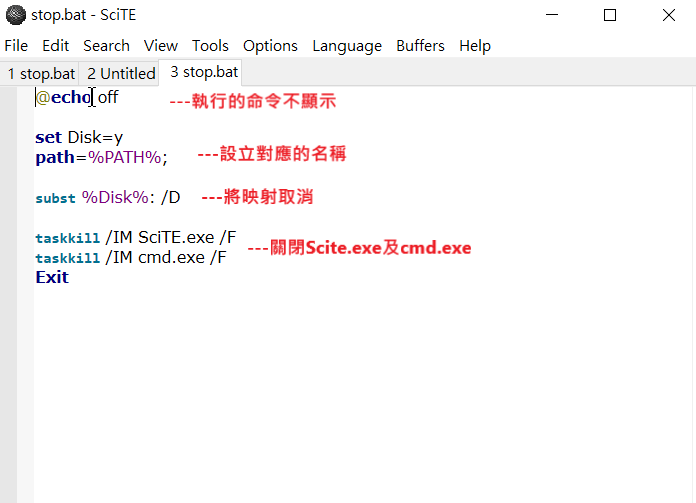 stop.bat - SciTE
File Edit Search View Tools Options Language Buffers Help
1 stop.bat 2 Untitled 3 stop.bat
@echo off ---執行的命令不顯示
set Disk=y
path=%PATH%; ---設立對應的名稱
subst %Disk%: /D ---將映射取消
taskkill /IM SciTE.exe /F
taskkill /IM cmd.exe /F ---關閉Scite.exe及cmd.exe
Exit